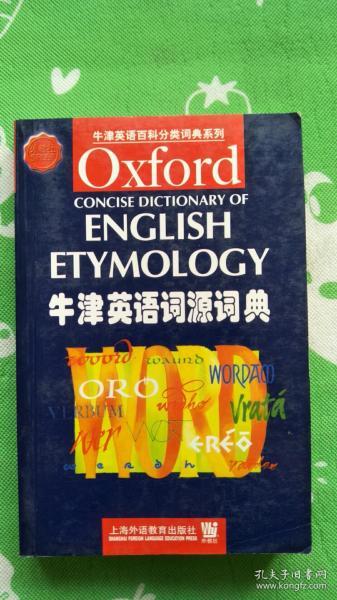 牛津英语百科分类词典系列
Oxford
CONCISE DICTIONARY OF
ENGLISH
ETYMOLOGY
牛津英语词源词典
WORD
ORO
WORDA
VERBUM
vratá
EREŌ
上海外语教育出版社
SHANGHAI FOREIGN LANGUAGE EDUCATION PRESS
外教社
孔夫子旧书网